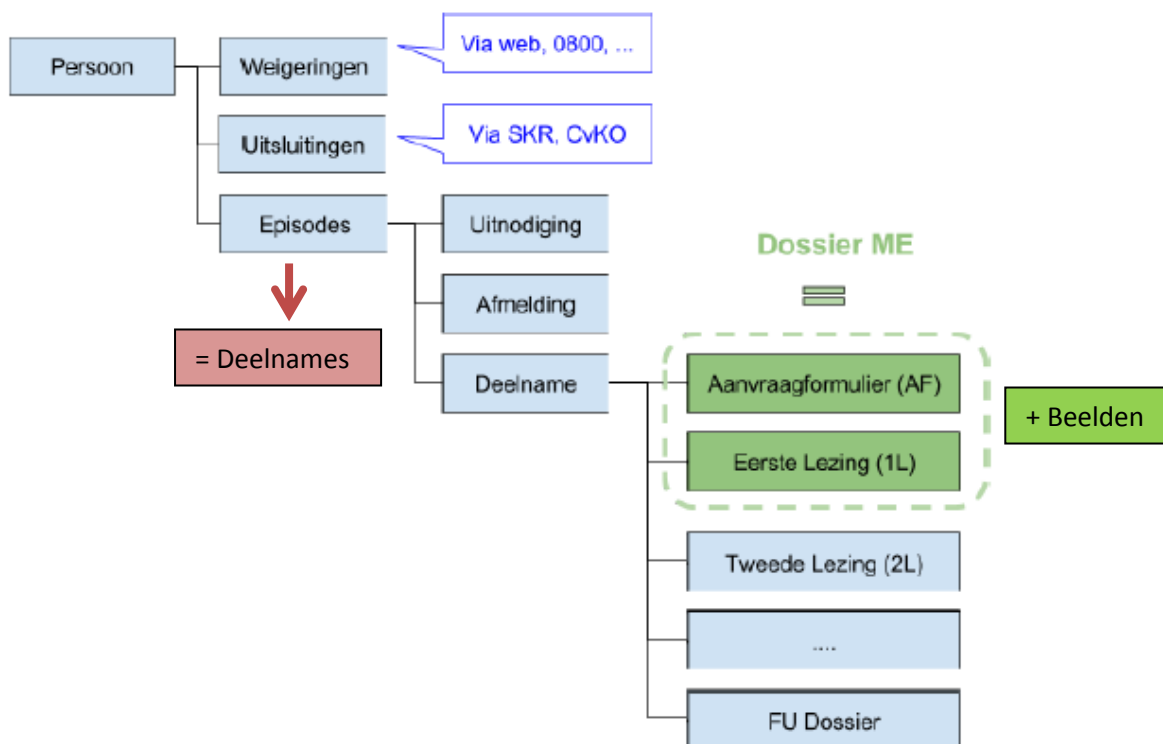 Persoon
Weigeringen
Via web, 0800, ...
Uitsluitingen
Via SKR, CvKO
Episodes
Uitnodiging
= Deelnames
Afmelding
Deelname
Dossier ME
=
Aanvraagformulier (AF)
Eerste Lezing (1L)
+ Beelden
Tweede Lezing (2L)
....
FU Dossier